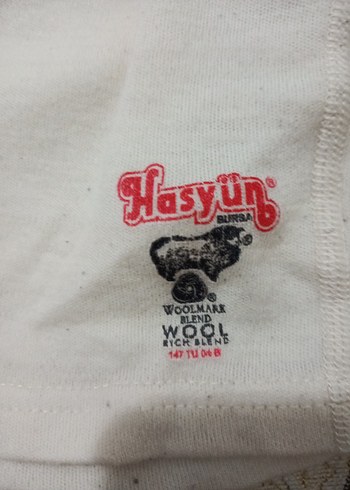 Hasyün®
BURSA
®
WOOLMARK
BLEND
WOOL
RICH BLEND
147 TU 04 B